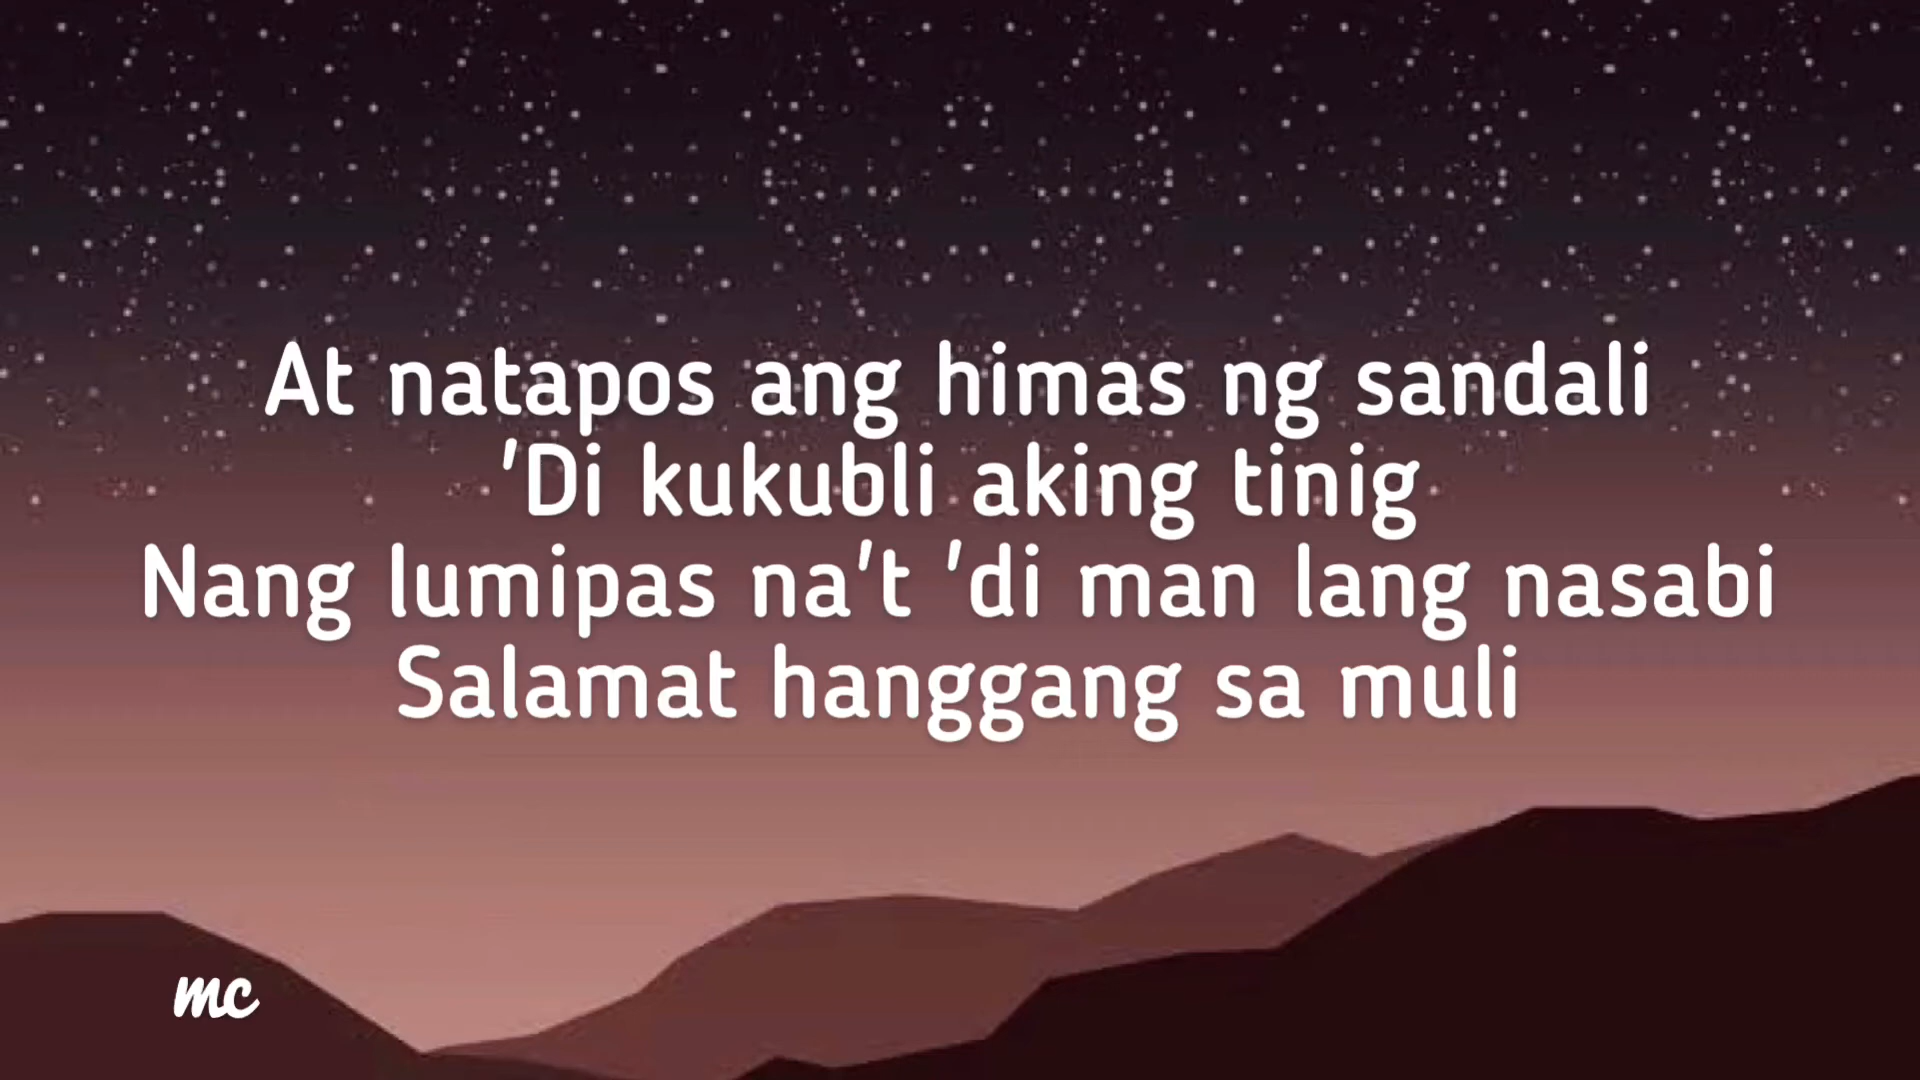 At natapos ang himas ng sandali
'Di kukubli aking tinig
Nang lumipas na't 'di man lang nasabi
Salamat hanggang sa muli
mc